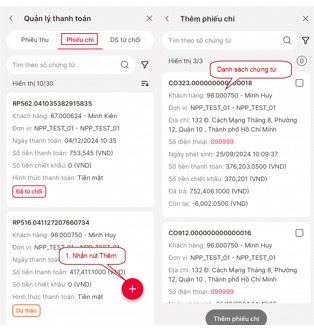 Quản lý thanh toán
Phiếu thu
Phiếu chi
DS từ chối
Tìm theo số chứng từ
Hiển thị 10/30
RP562.041035382915835
Khách hàng: 67.000624 - Minh Kiên
Đơn vị: NPP_TEST_01 - NPP_TEST_01
Ngày thanh toán: 04/12/2024 10:35
Số tiền thanh toán: 753,545 (VND)
Số tiền chiết khấu: 0 (VND)
Hình thức thanh toán: Tiền mặt
Đã từ chối
RP516.041127207660734
Khách hàng: 96.000750 - Minh Huy
Đơn vị: NPP_TEST_01 - NPP_TEST_01
Ngày thanh
1. Nhấn nút Thêm
Số tiền thanh toán: 417,411.1000 (VND)
Số tiền chiết khấu: 0 (VND)
Hình thức thanh toán: Tiền mặt
Dự thảo
Thêm phiếu chi
Tìm theo số chứng từ
Hiển thị 3/3
0
Danh sách chứng từ
Khách hàng: 96.000750 - Minh Huy
Đơn vị: NPP_TEST_01 - NPP_TEST_01
Địa chỉ: 132 Đ. Cách Mạng Tháng 8, Phường
12, Quận 10 , Thành phố Hồ Chí Minh
Số điện thoại: 099999
Ngày phát sinh: 25/09/2024 10:09:37
Số tiền thanh toán: 376,203.0500 (VND)
Số tiền chiết khấu: 370,201 (VND)
Đã trả: 752,406.1000 (VND)
Còn lại: -6,002.0500 (VND)
CO912.000000000000016
Khách hàng: 96.000750 - Minh Huy
Đơn vị: NPP_TEST_01 - NPP_TEST_01
Địa chỉ: 132 Đ. Cách Mạng Tháng 8, Phường
12, Quận 10 , Thành phố Hồ Chí Minh
Số điện thoại: 099999
Thêm phiếu chi